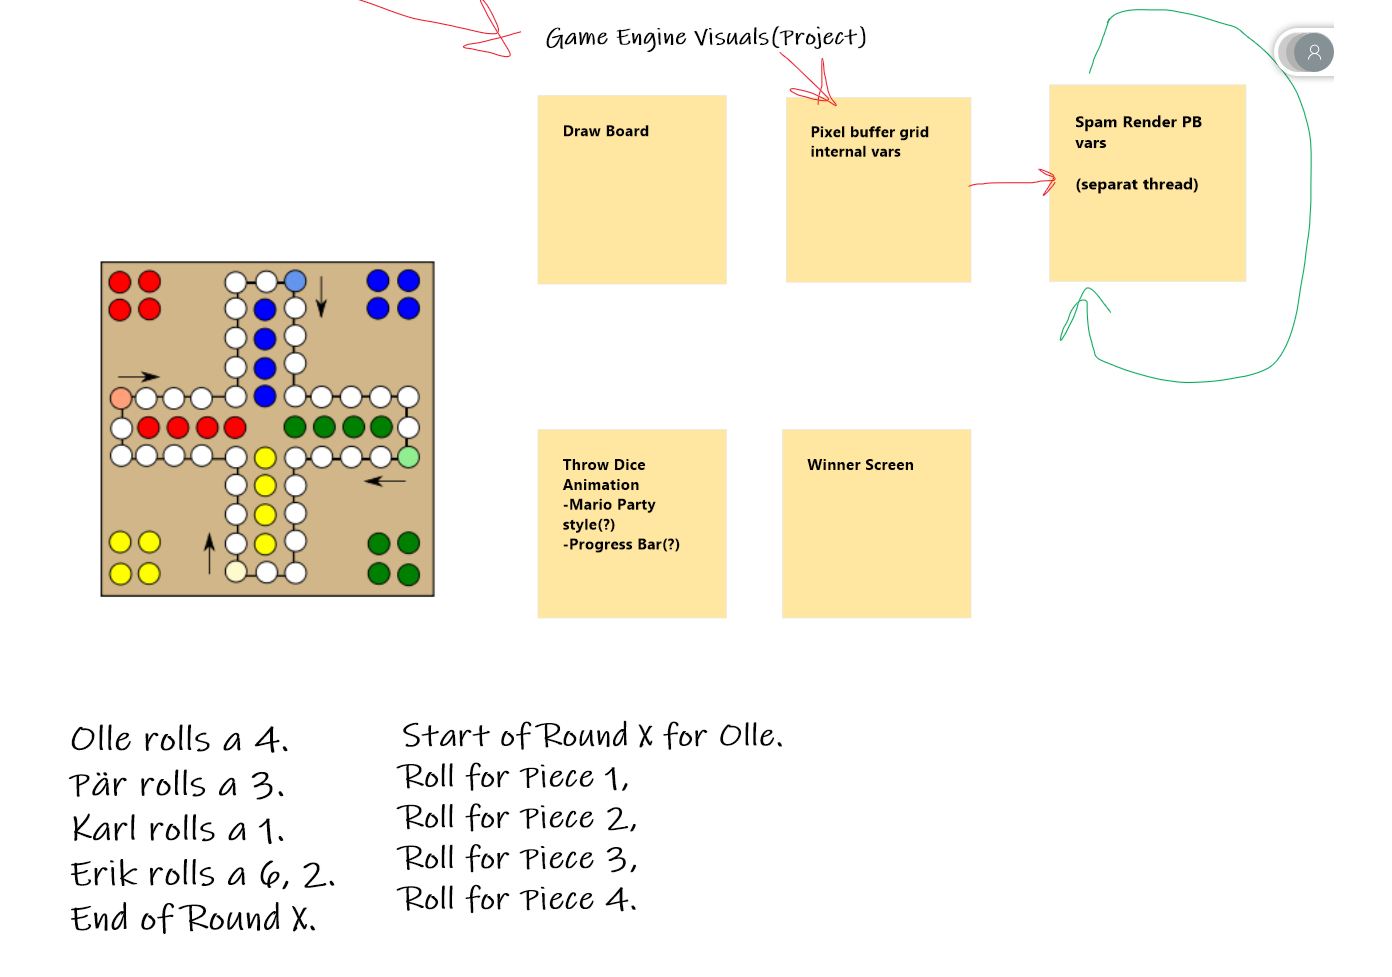 Game Engine Visuals(Project)
Draw Board
Pixel buffer grid
internal vars
Spam Render PB
vars
(separat thread)
Throw Dice
Animation
-Mario Party
style(?)
-Progress Bar(?)
Winner Screen
Olle rolls a 4.
Pär rolls a 3.
Karl rolls a 1.
Erik rolls a 6, 2.
End of Round X.
Start of Round X for Olle.
Roll for Piece 1,
Roll for Piece 2,
Roll for Piece 3,
Roll for Piece 4.